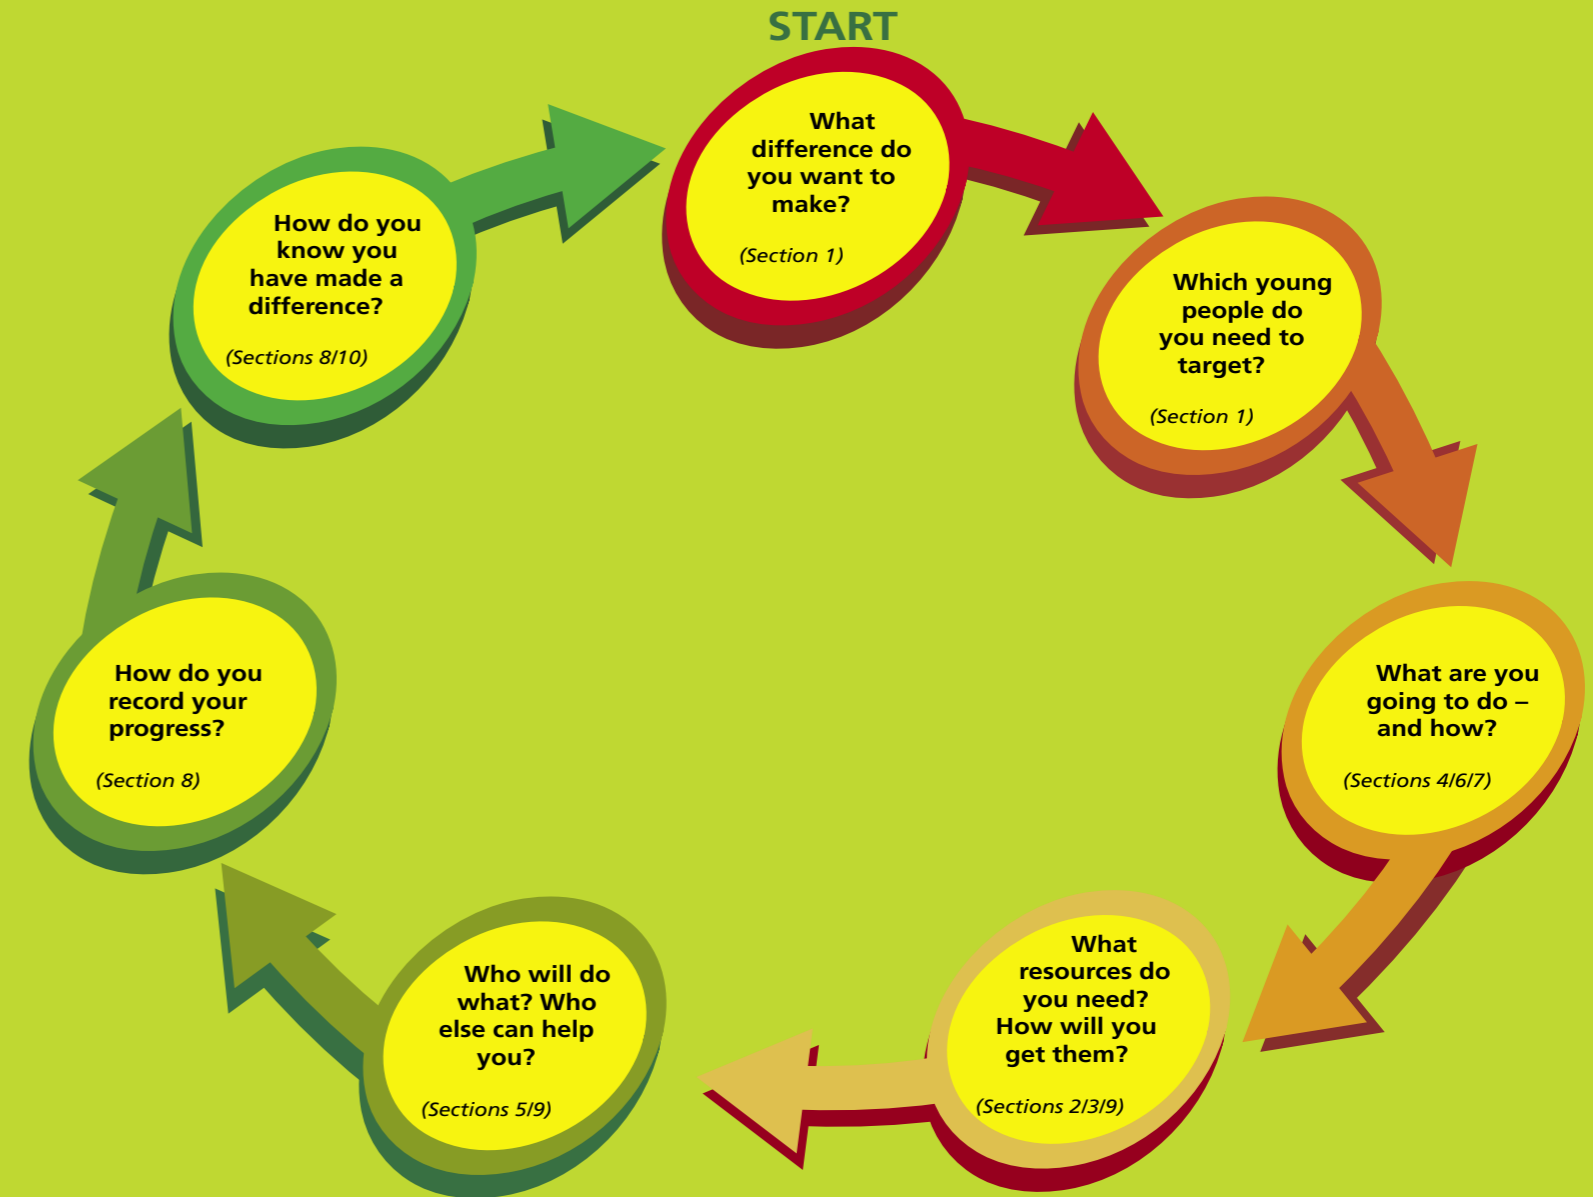 START
What
difference do
you want to
make?
(Section 1)
Which young
people do
you need to
target?
(Section 1)
What are you
going to do –
and how?
(Sections 4/6/7)
What
resources do
you need?
How will you
get them?
(Sections 2/3/9)
Who will do
what? Who
else can help
you?
(Sections 5/9)
How do you
record your
progress?
(Section 8)
How do you
know you
have made a
difference?
(Sections 8/10)